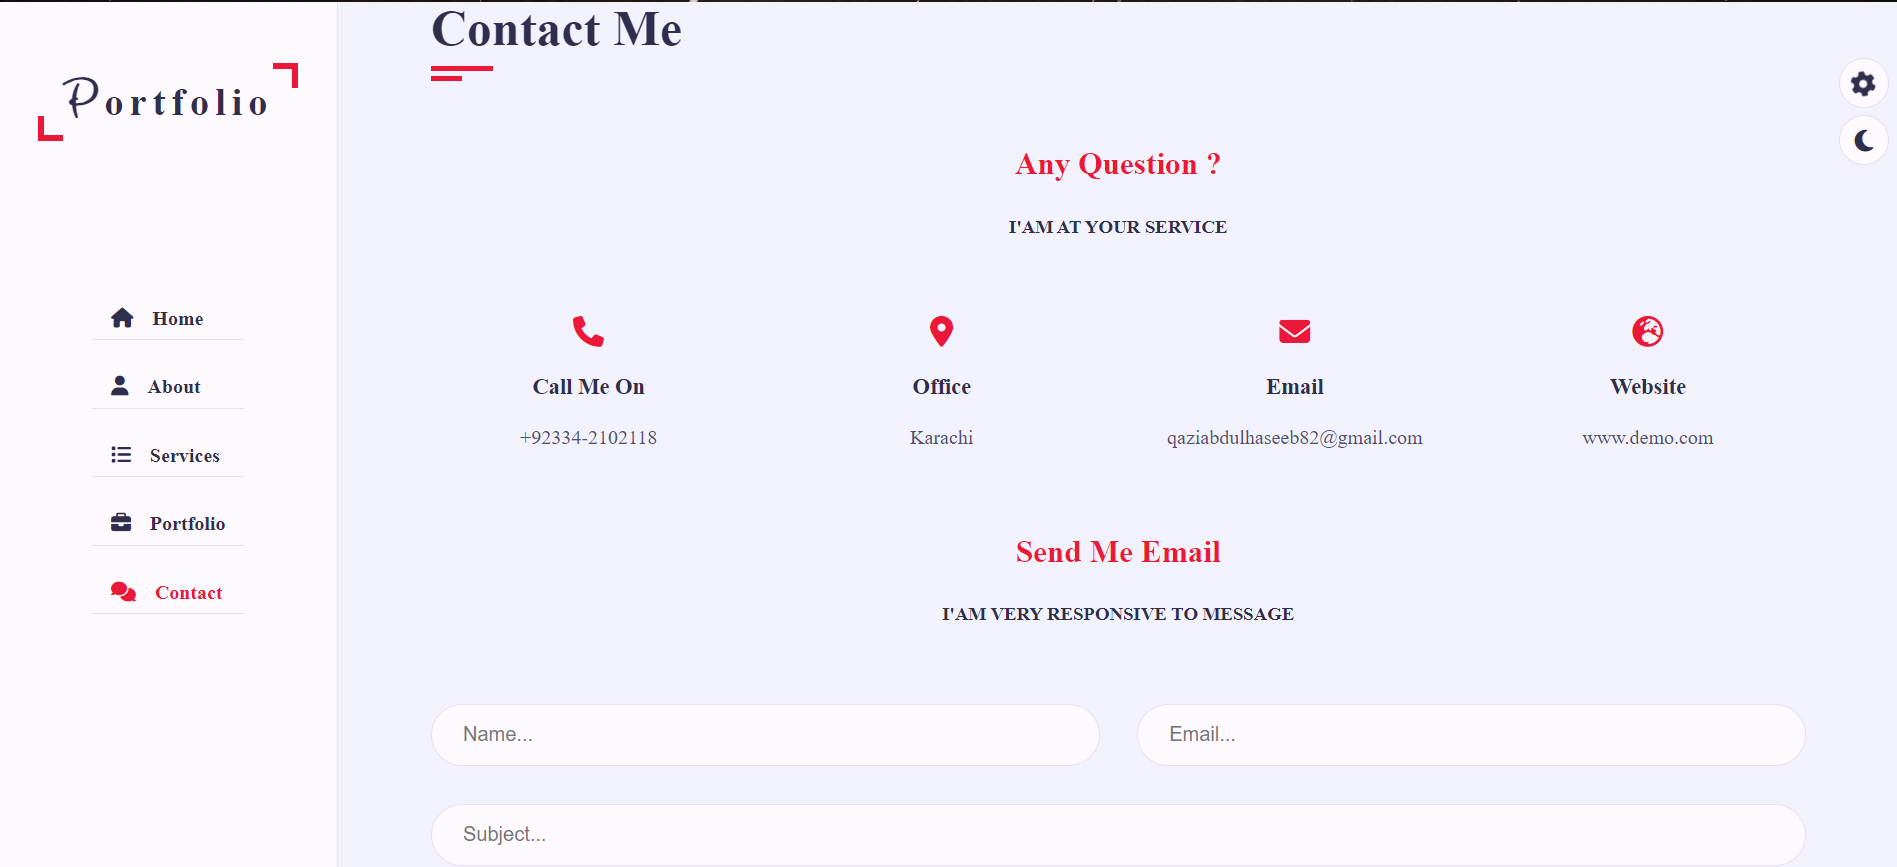 Portfolio
Home
About
Services
Portfolio
Contact
Contact Me
Any Question ?
I'AM AT YOUR SERVICE
Call Me On
+92334-2102118
Office
Karachi
Email
qaziabdulhaseeb82@gmail.com
Website
www.demo.com
Send Me Email
I'AM VERY RESPONSIVE TO MESSAGE
Name...
Email...
Subject...